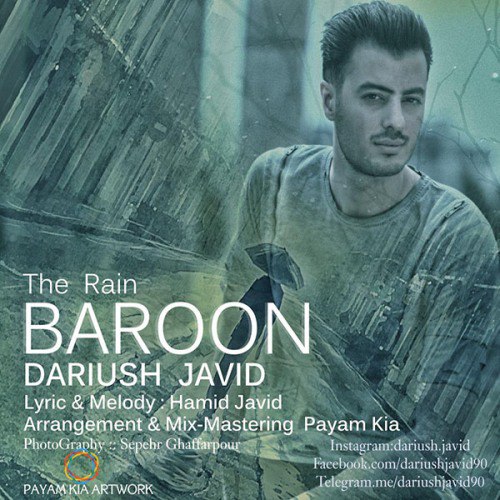 The Rain
BAROON
DARIUSH JAVID
Lyric & Melody : Hamid Javid
Arrangement & Mix-Mastering Payam Kia
PhotoGraphy :: Sepehr Ghaffarpour
Instagram:dariush.javid
Facebook.com/dariushjavid90
Telegram.me/dariushjavid90
PAYAM KIA ARTWORK